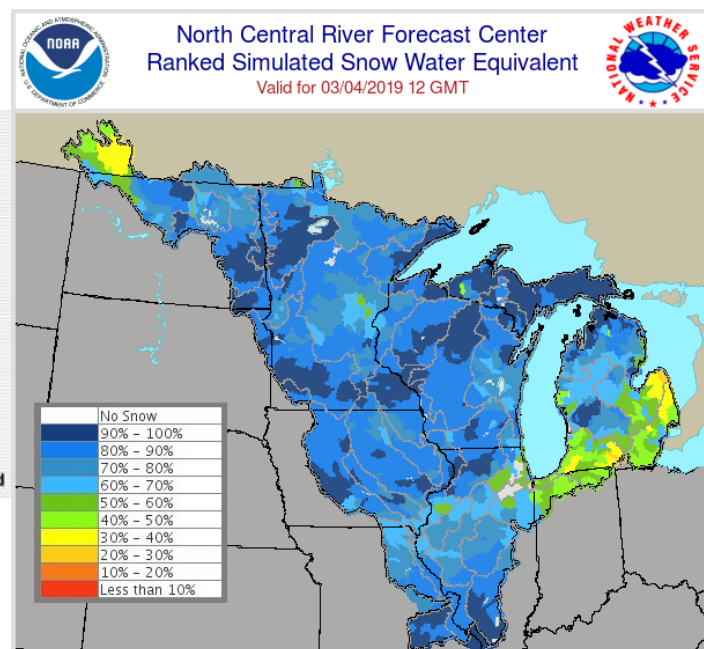 North Central River Forecast Center
Ranked Simulated Snow Water Equivalent
Valid for 03/04/2019 12 GMT
NATIONAL OCEANIC AND ATMOSPHERIC ADMINISTRATION
NOAA
U.S. DEPARTMENT OF COMMERCE
NATIONAL WEATHER SERVICE
No Snow
90% - 100%
80% - 90%
70% - 80%
60% - 70%
50% - 60%
40% - 50%
30% - 40%
20% - 30%
10% - 20%
Less than 10%